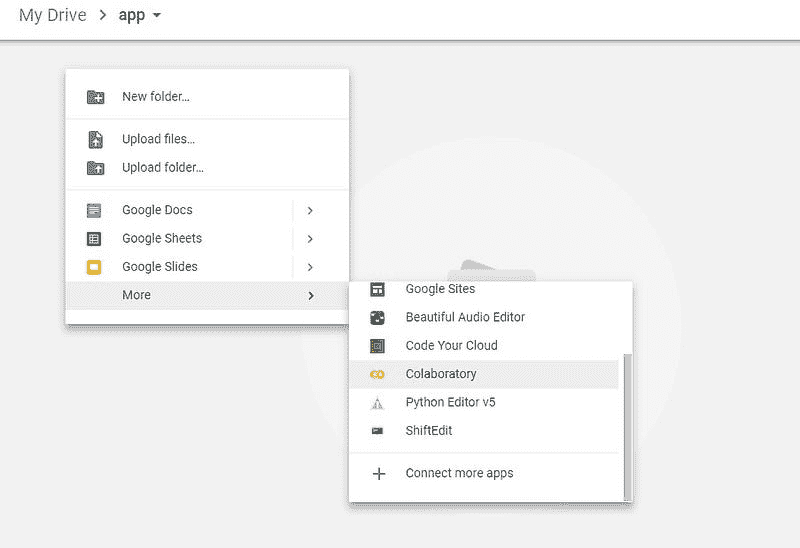 My Drive > app
New folder...
Upload files...
Upload folder...
Google Docs
Google Sheets
Google Slides
More
Google Sites
Beautiful Audio Editor
Code Your Cloud
Colaboratory
Python Editor v5
ShiftEdit
Connect more apps